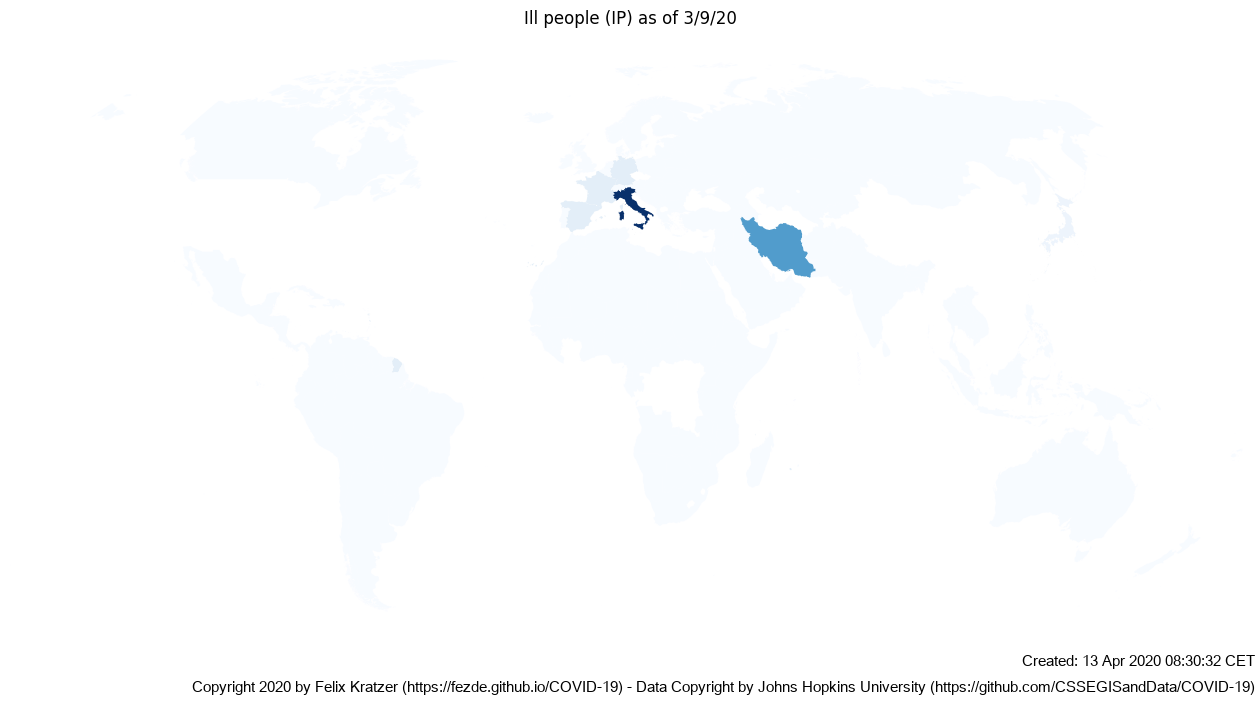 Ill people (IP) as of 3/9/20
Created: 13 Apr 2020 08:30:32 CET
Copyright 2020 by Felix Kratzer (https://fezde.github.io/COVID-19) - Data Copyright by Johns Hopkins University (https://github.com/CSSEGISandData/COVID-19)